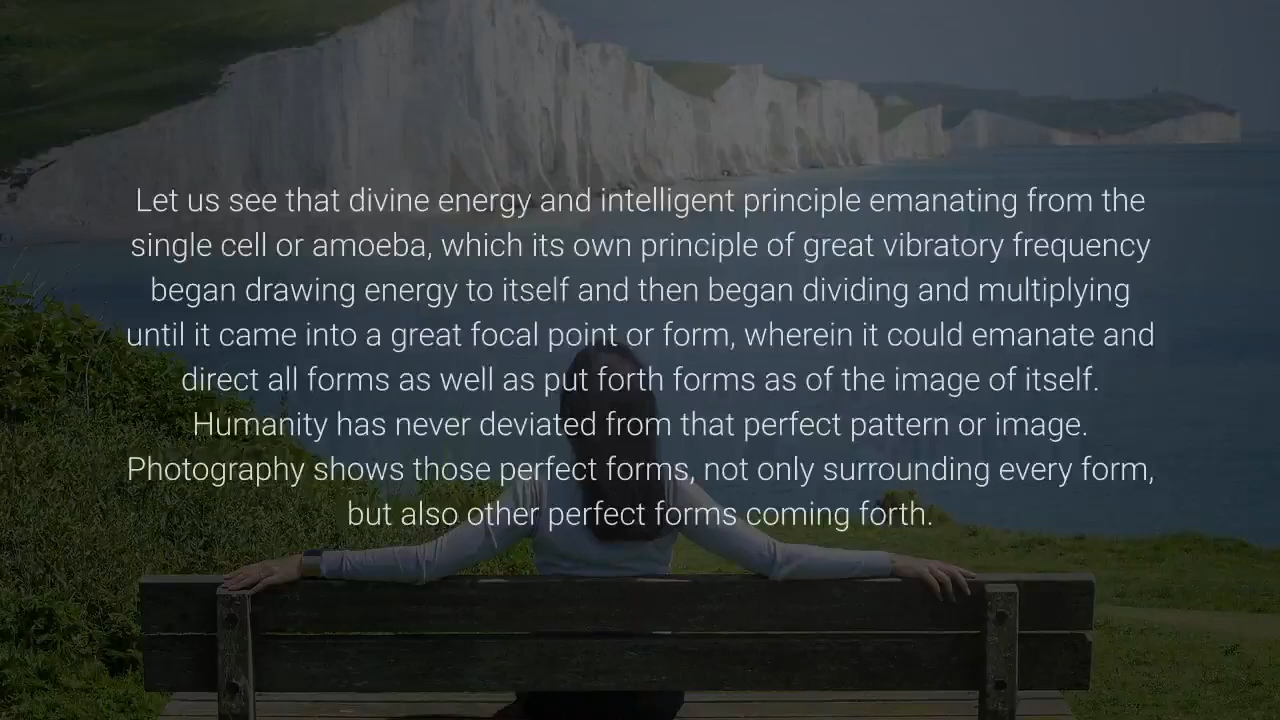 Let us see that divine energy and intelligent principle emanating from the
single cell or amoeba, which its own principle of great vibratory frequency
began drawing energy to itself and then began dividing and multiplying
until it came into a great focal point or form, wherein it could emanate and
direct all forms as well as put forth forms as of the image of itself.
Humanity has never deviated from that perfect pattern or image.
Photography shows those perfect forms, not only surrounding every form,
but also other perfect forms coming forth.